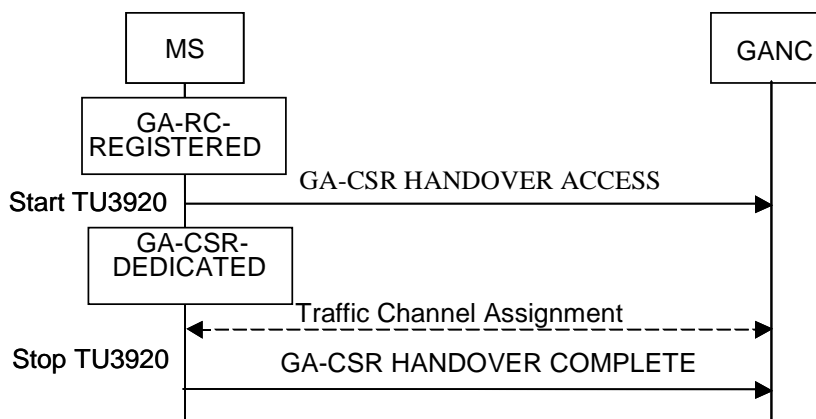 MS
GANC
GA-RC-
REGISTERED
GA-CSR HANDOVER ACCESS
Start TU3920
GA-CSR-
DEDICATED
Traffic Channel Assignment
Stop TU3920
GA-CSR HANDOVER COMPLETE